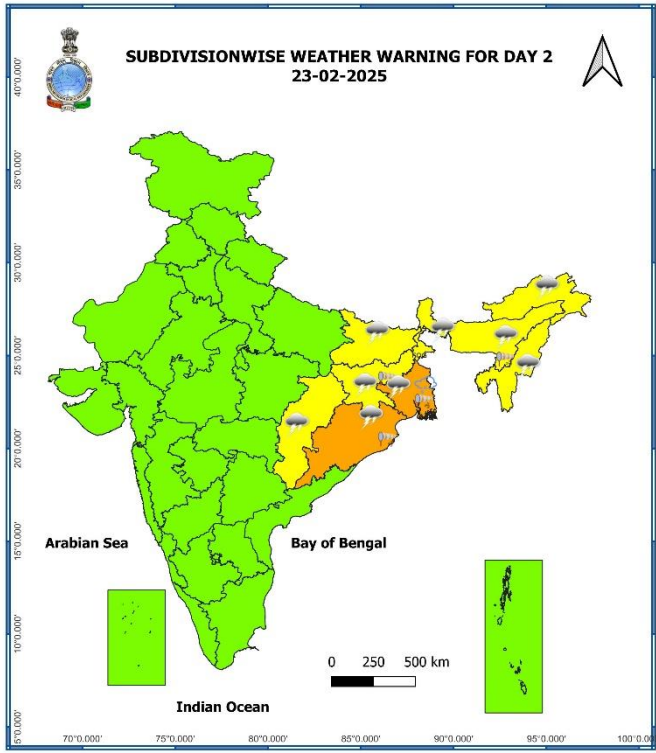 SUBDIVISIONWISE WEATHER WARNING FOR DAY 2
23-02-2025
40°0.000'
35°0.000'
30°0.000'
25°0.000'
20°0.000'
15°0.000'
10°0.000'
5°0.000'
Arabian Sea
Bay of Bengal
0 250 500 km
Indian Ocean
70°0.000' 75°0.000' 80°0.000' 85°0.000' 90°0.000' 95°0.000' 100°0.00